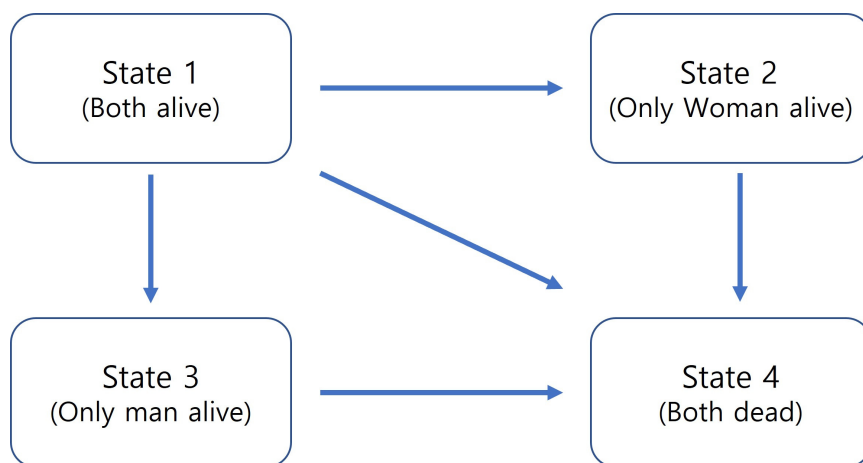 State 1
(Both alive)
State 2
(Only Woman alive)
State 3
(Only man alive)
State 4
(Both dead)